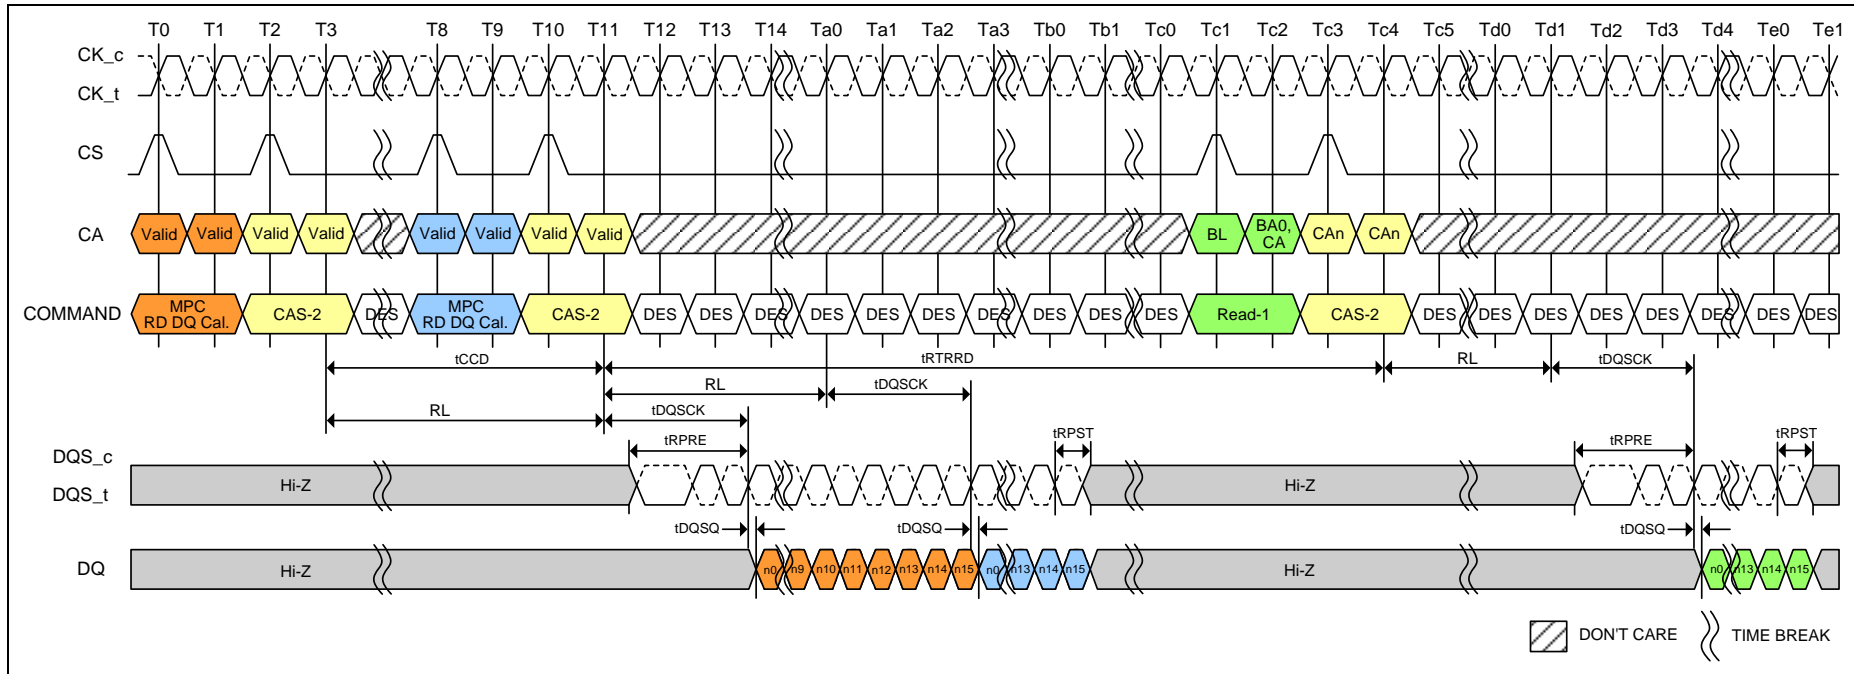 T0 T1 T2 T3 T8 T9 T10 T11 T12 T13 T14 Ta0 Ta1 Ta2 Ta3 Tb0 Tb1 Tc0 Tc1 Tc2 Tc3 Tc4 Tc5 Td0 Td1 Td2 Td3 Td4 Te0 Te1
CK_c
CK_t
CS
CA Valid Valid Valid Valid Valid Valid Valid Valid BL BA0, CA CAn CAn
COMMAND MPC RD DQ Cal. CAS-2 DES MPC RD DQ Cal. CAS-2 DES DES DES DES DES DES DES DES DES DES Read-1 CAS-2 DES DES DES DES DES DES DES DES
tCCD tRTRRD RL tDQSCK
RL tDQSCK
RL tDQSCK
tRPRE tRPST tRPRE tRPST
DQS_c
DQS_t
Hi-Z Hi-Z
tDQSQ tDQSQ tDQSQ
DQ Hi-Z n0 n9 n10 n11 n12 n13 n14 n15 n0 n13 n14 n15 Hi-Z n0 n13 n14 n15
DON'T CARE TIME BREAK